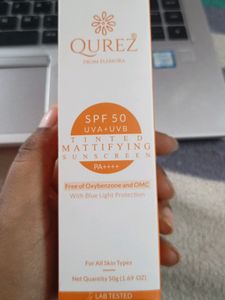 QUREZ
FROM ELEMTRA
SPF 50
UVA+UVB
TINTED
MATTIFYING
SUNSCREEN
PA++++
Free of Oxybenzone and OMC
With Blue Light Protection
For All Skin Types
Net Quantity 50g (1.69 OZ)
LAB TESTED